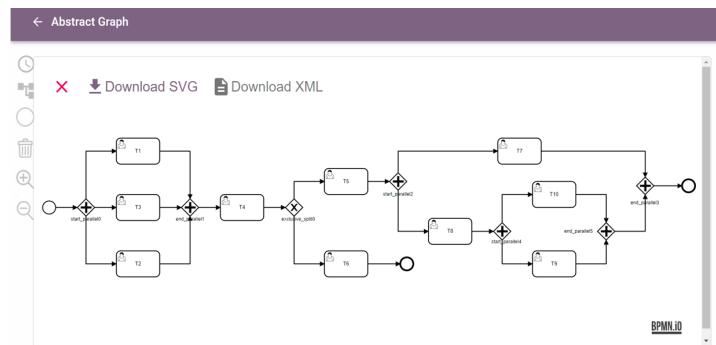 Abstract Graph
Download SVG Download XML
T1
T7
T5
T10
T3
T4
T8
T2
T6
T9
start_parallel0
end_parallel1
exclusive_split0
start_parallel2
start_parallel4
end_parallel5
end_parallel3
BPMN.iO